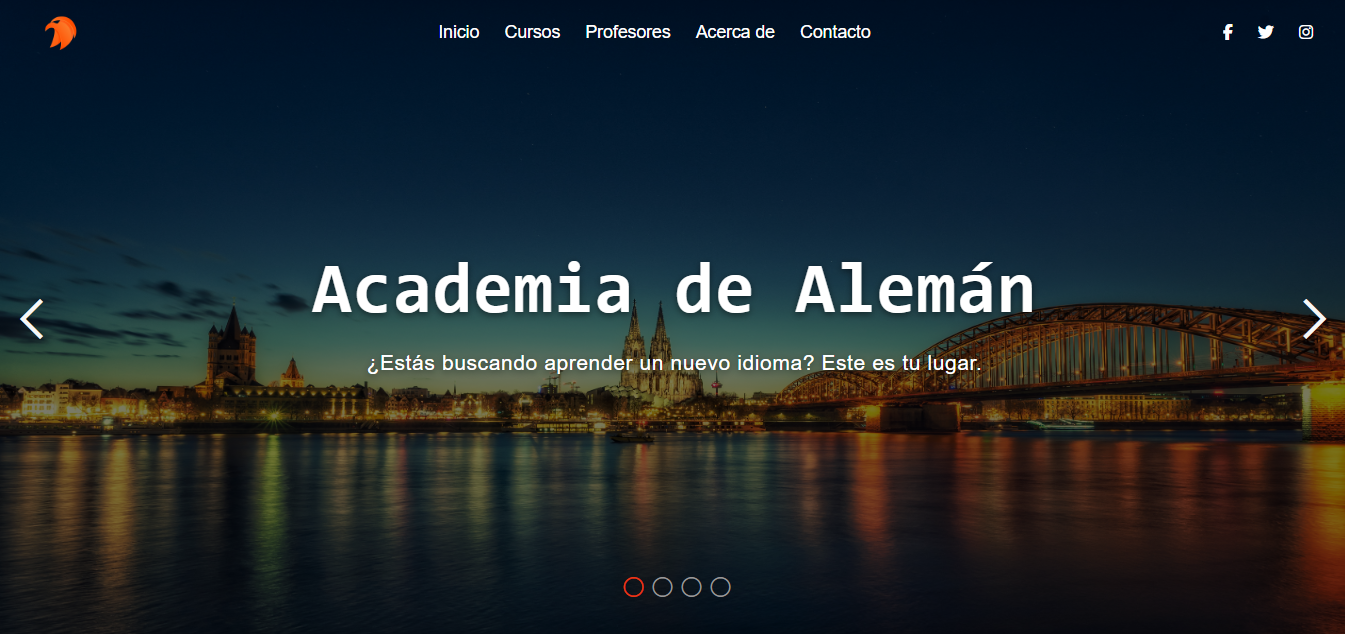 Inicio Cursos Profesores Acerca de Contacto
Academia de Alemán
¿Estás buscando aprender un nuevo idioma? Este es tu lugar.